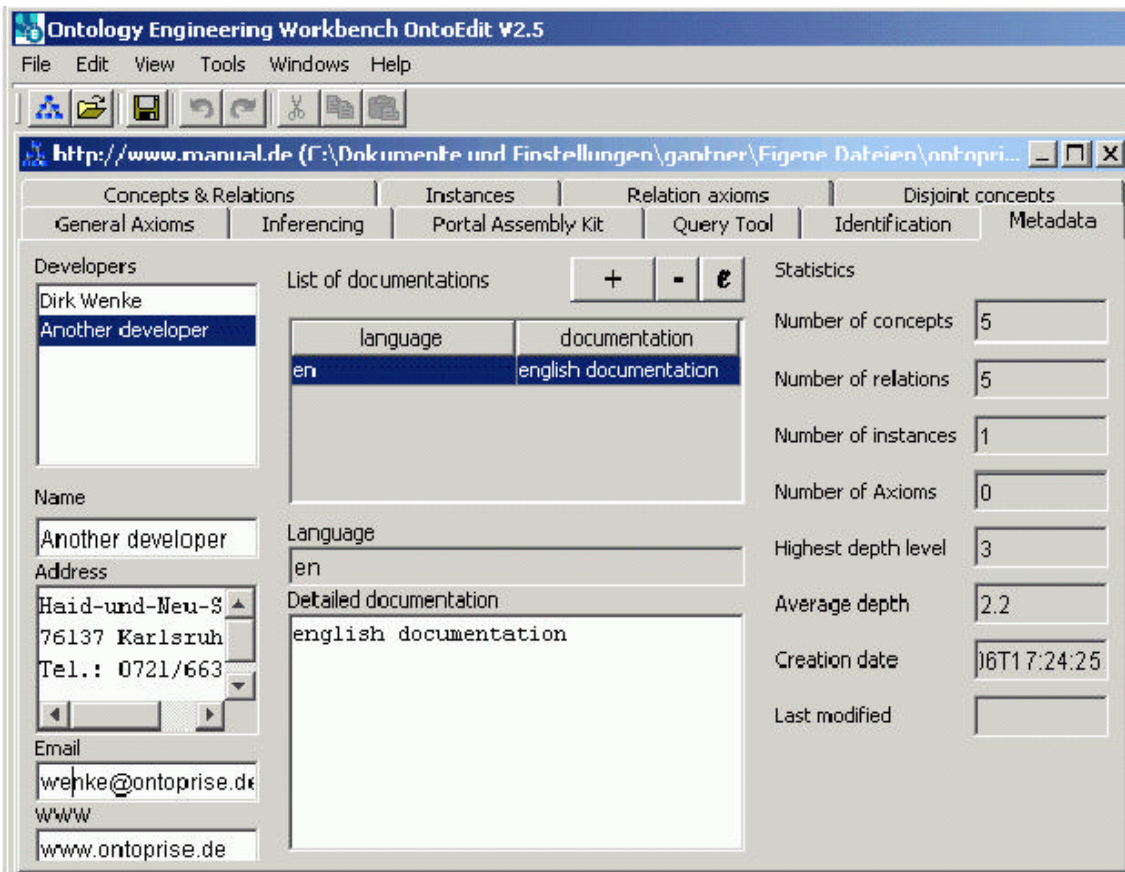 Ontology Engineering Workbench OntoEdit V2.5
File Edit View Tools Windows Help
http://www.manual.de (C:\Dokumente und Einstellungen\gantner\Eigene Dateien\ontopri...
Concepts & Relations Instances Relation axioms Disjoint concepts
General Axioms Inferencing Portal Assembly Kit Query Tool Identification Metadata
Developers
Dirk Wenke
Another developer
Name
Another developer
Address
Haid-und-Neu-S
76137 Karlsruh
Tel.: 0721/663
Email
wenke@ontoprise.de
WWW
www.ontoprise.de
List of documentations + -
language documentation
en english documentation
Language
en
Detailed documentation
english documentation
Statistics
Number of concepts 5
Number of relations 5
Number of instances 1
Number of Axioms 0
Highest depth level 3
Average depth 2.2
Creation date 06T17:24:25
Last modified